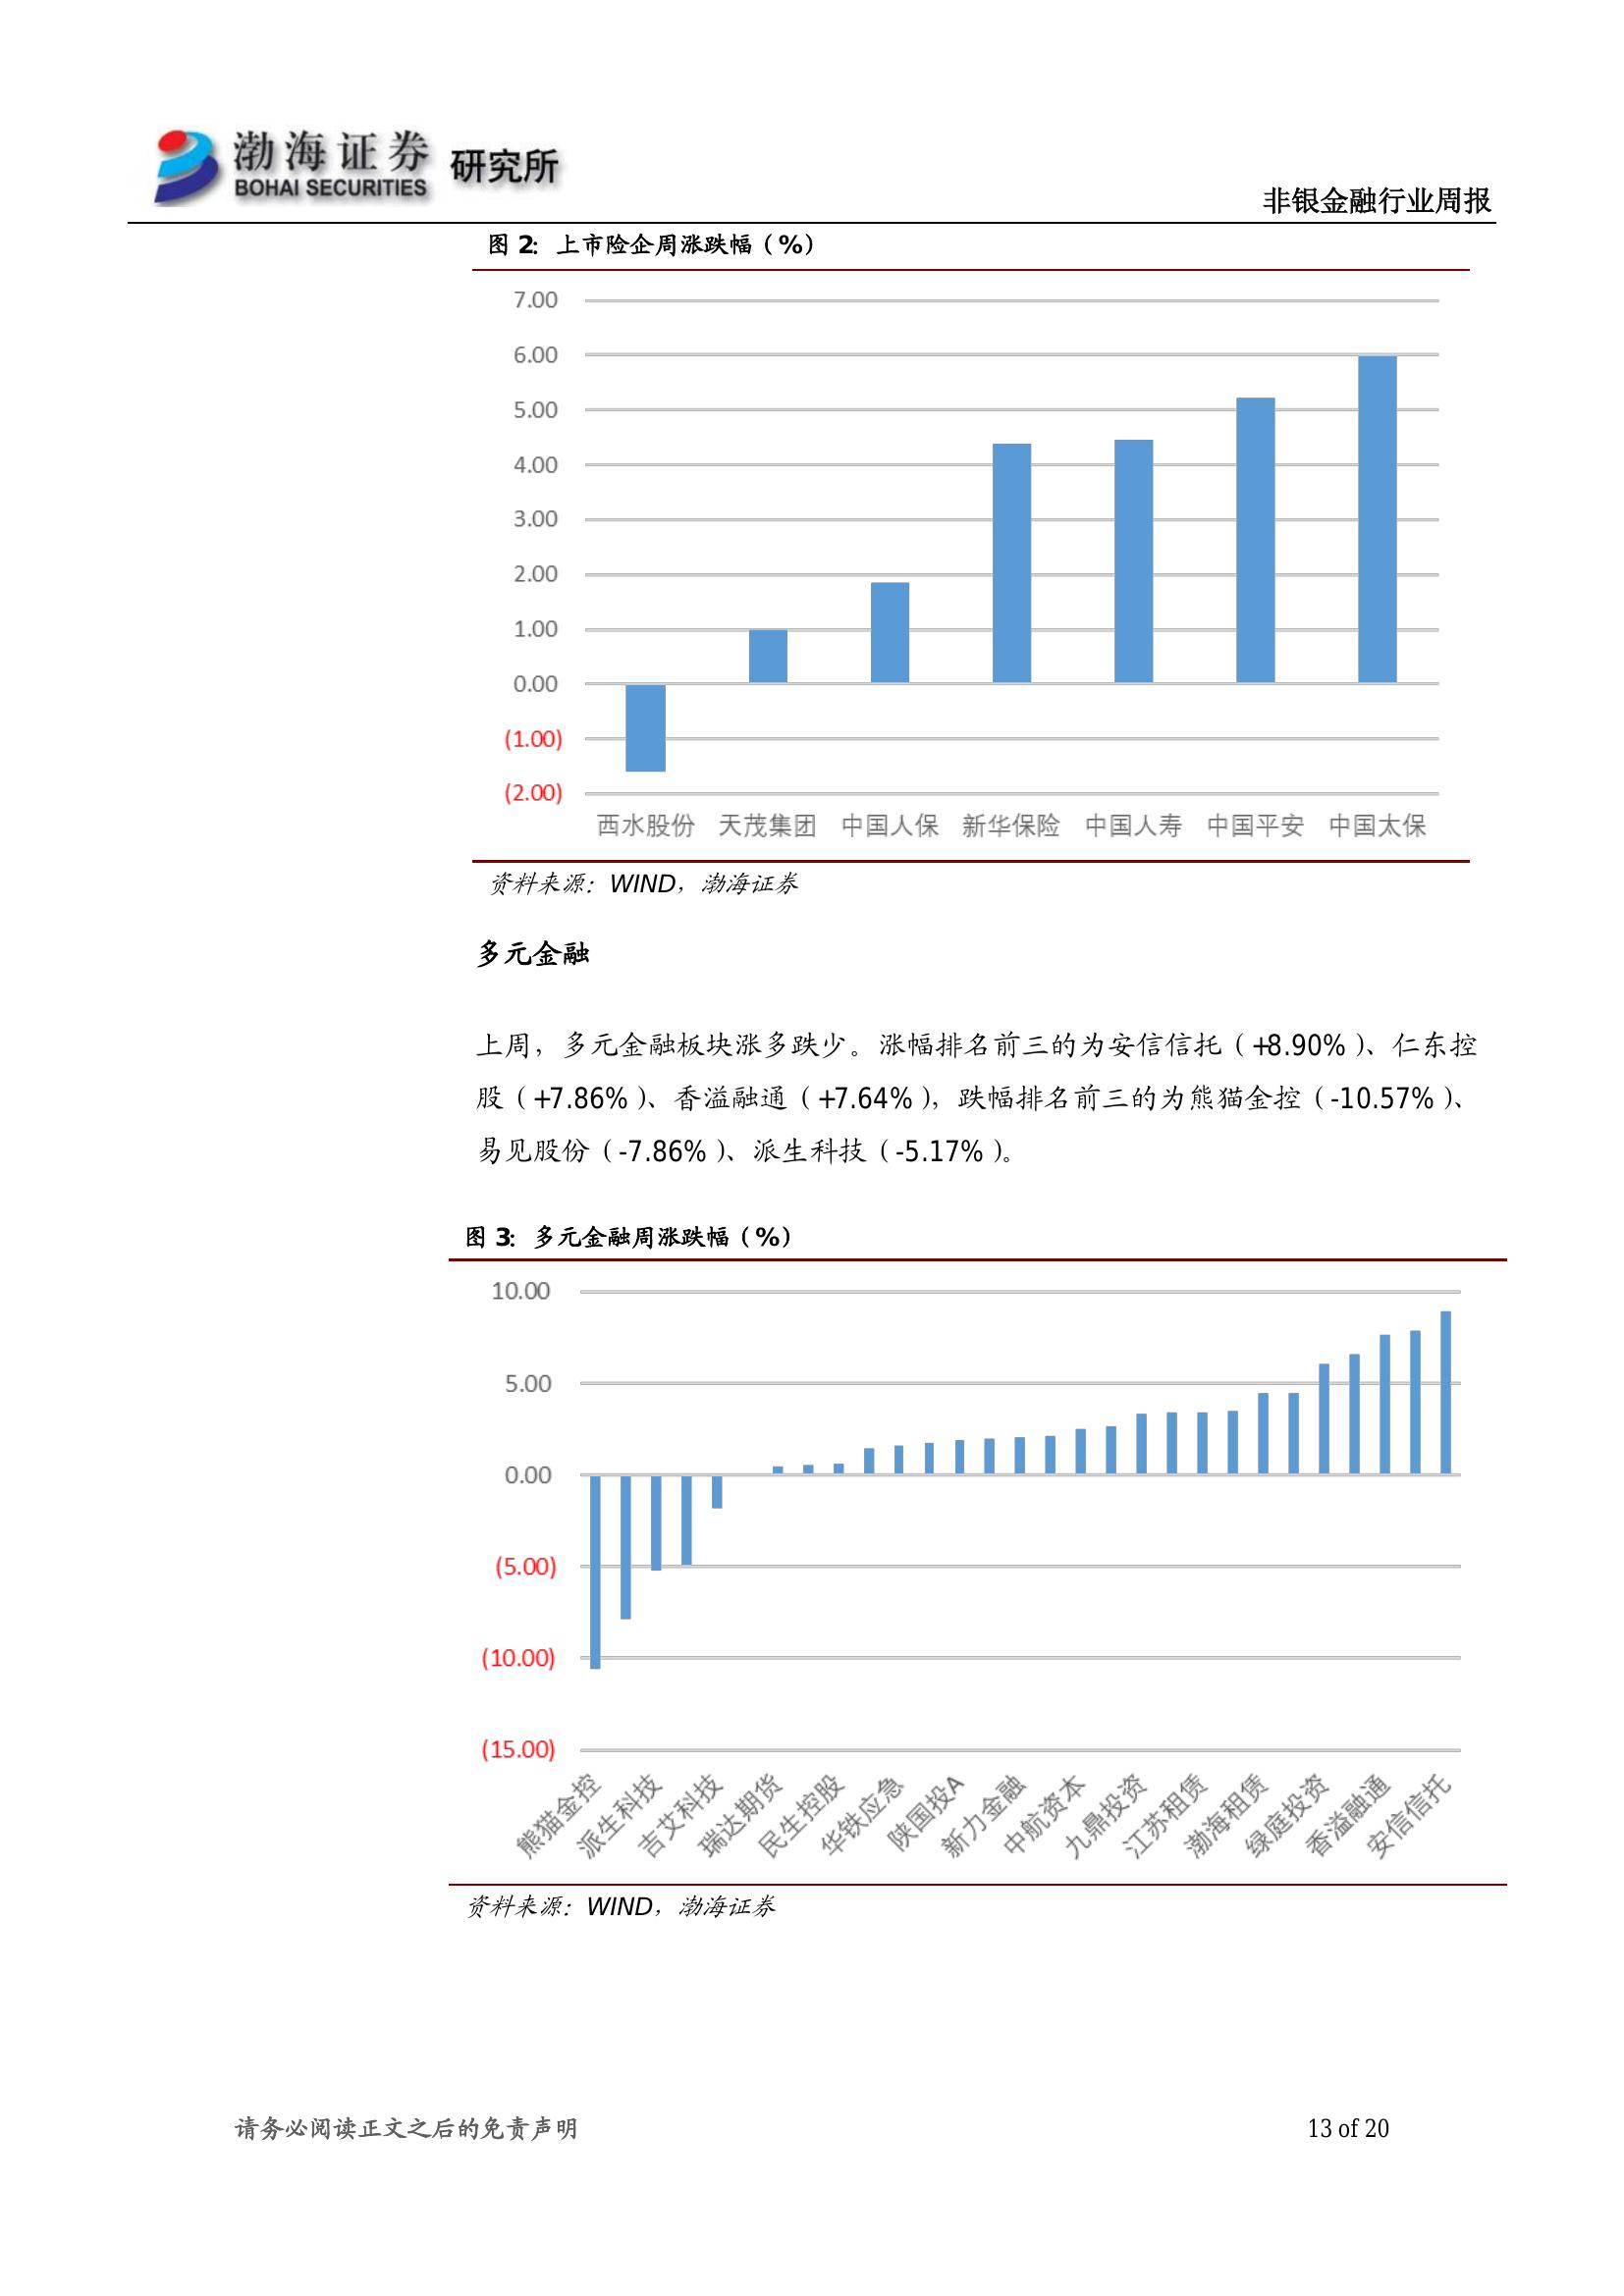 渤海证券 研究所
BOHAI SECURITIES
非银金融行业周报
图 2：上市险企周涨跌幅（%）
7.00
6.00
5.00
4.00
3.00
2.00
1.00
0.00
(1.00)
(2.00)
西水股份 天茂集团 中国人保 新华保险 中国人寿 中国平安 中国太保
资料来源：WIND，渤海证券
多元金融
上周，多元金融板块涨多跌少。涨幅排名前三的为安信信托（+8.90%）、仁东控
股（+7.86%）、香溢融通（+7.64%），跌幅排名前三的为熊猫金控（-10.57%）、
易见股份（-7.86%）、派生科技（-5.17%）。
图 3：多元金融周涨跌幅（%）
10.00
5.00
0.00
(5.00)
(10.00)
(15.00)
熊猫金控 派生科技 吉艾科技 瑞达期货 民生控股 华铁应急 陕国投A 新力金融 中航资本 九鼎投资 江苏租赁 渤海租赁 绿庭投资 香溢融通 安信信托
资料来源：WIND，渤海证券
请务必阅读正文之后的免责声明
13 of 20